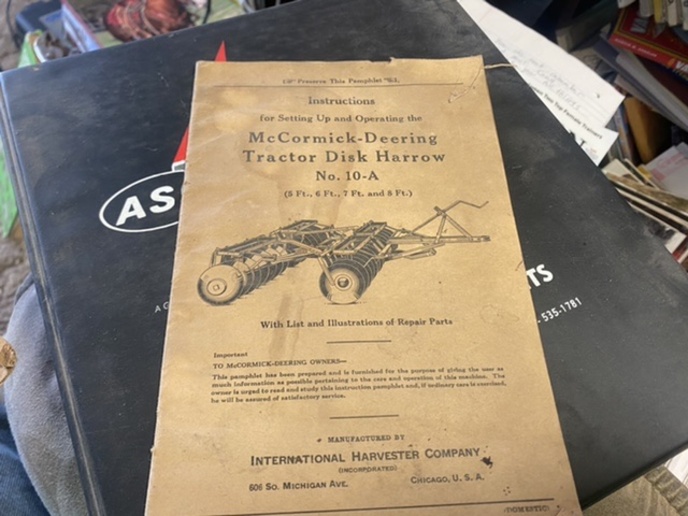 Preserve This Pamphlet
Instructions
for Setting Up and Operating the
McCormick-Deering
Tractor Disk Harrow
No. 10-A
(5 Ft., 6 Ft., 7 Ft. and 8 Ft.)
With List and Illustrations of Repair Parts
Important
TO McCORMICK-DEERING OWNERS—
This pamphlet has been prepared and is furnished for the purpose of giving the user as
much information as possible pertaining to the care and operation of this machine. The
owner is urged to read and study this instruction pamphlet and, if ordinary care is exercised,
he will be assured of satisfactory service.
MANUFACTURED BY
INTERNATIONAL HARVESTER COMPANY
(INCORPORATED)
606 SO. MICHIGAN AVE. CHICAGO, U. S. A.
(DOMESTIC)
AS
A C
TS
- 535-1781